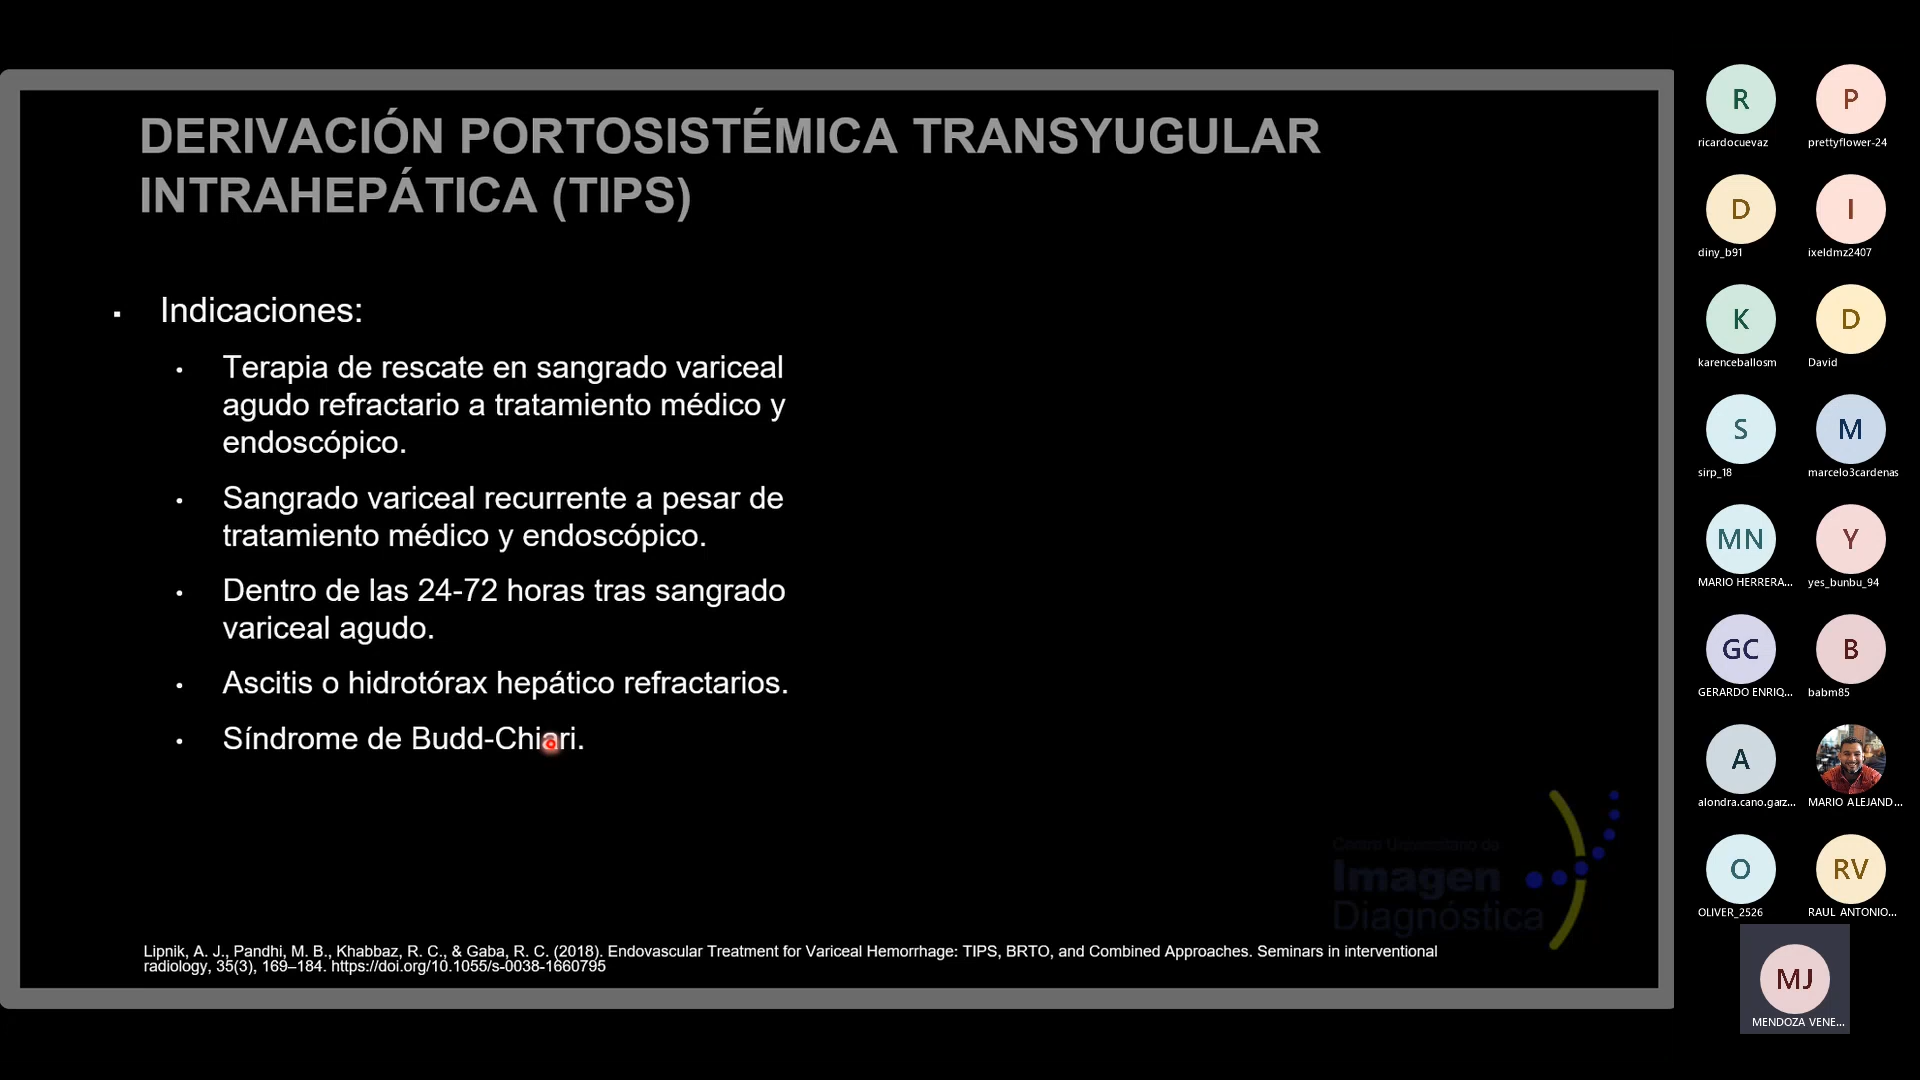 DERIVACIÓN PORTOSISTÉMICA TRANSYUGULAR
INTRAHEPÁTICA (TIPS)
Indicaciones:
Terapia de rescate en sangrado variceal
agudo refractario a tratamiento médico y
endoscópico.
Sangrado variceal recurrente a pesar de
tratamiento médico y endoscópico.
Dentro de las 24-72 horas tras sangrado
variceal agudo.
Ascitis o hidrotórax hepático refractarios.
Síndrome de Budd-Chiari.
Centro Universitario de
Imagen
Diagnóstica
Lipnik, A. J., Pandhi, M. B., Khabbaz, R. C., & Gaba, R. C. (2018). Endovascular Treatment for Variceal Hemorrhage: TIPS, BRTO, and Combined Approaches. Seminars in interventional
radiology, 35(3), 169–184. https://doi.org/10.1055/s-0038-1660795
R P
ricardocuevaz prettyflower-24
D I
diny_b91 ixeldmz2407
K D
karenceballosm David
S M
sirp_18 marcelo3cardenas
MN Y
MARIO HERRERA... yes_bunbu_94
GC B
GERARDO ENRIQ... babm85
A
alondra.cano.garz... MARIO ALEJAND...
O RV
OLIVER_2526 RAUL ANTONIO...
MJ
MENDOZA VENE...